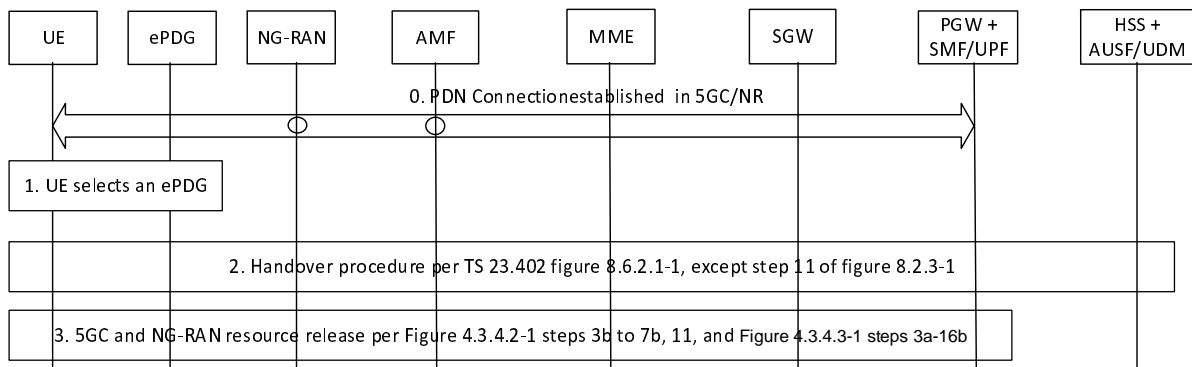 UE
ePDG
NG-RAN
AMF
MME
SGW
PGW +
SMF/UPF
HSS +
AUSF/UDM
0. PDN Connectionestablished in 5GC/NR
1. UE selects an ePDG
2. Handover procedure per TS 23.402 figure 8.6.2.1-1, except step 11 of figure 8.2.3-1
3. 5GC and NG-RAN resource release per Figure 4.3.4.2-1 steps 3b to 7b, 11, and Figure 4.3.4.3-1 steps 3a-16b